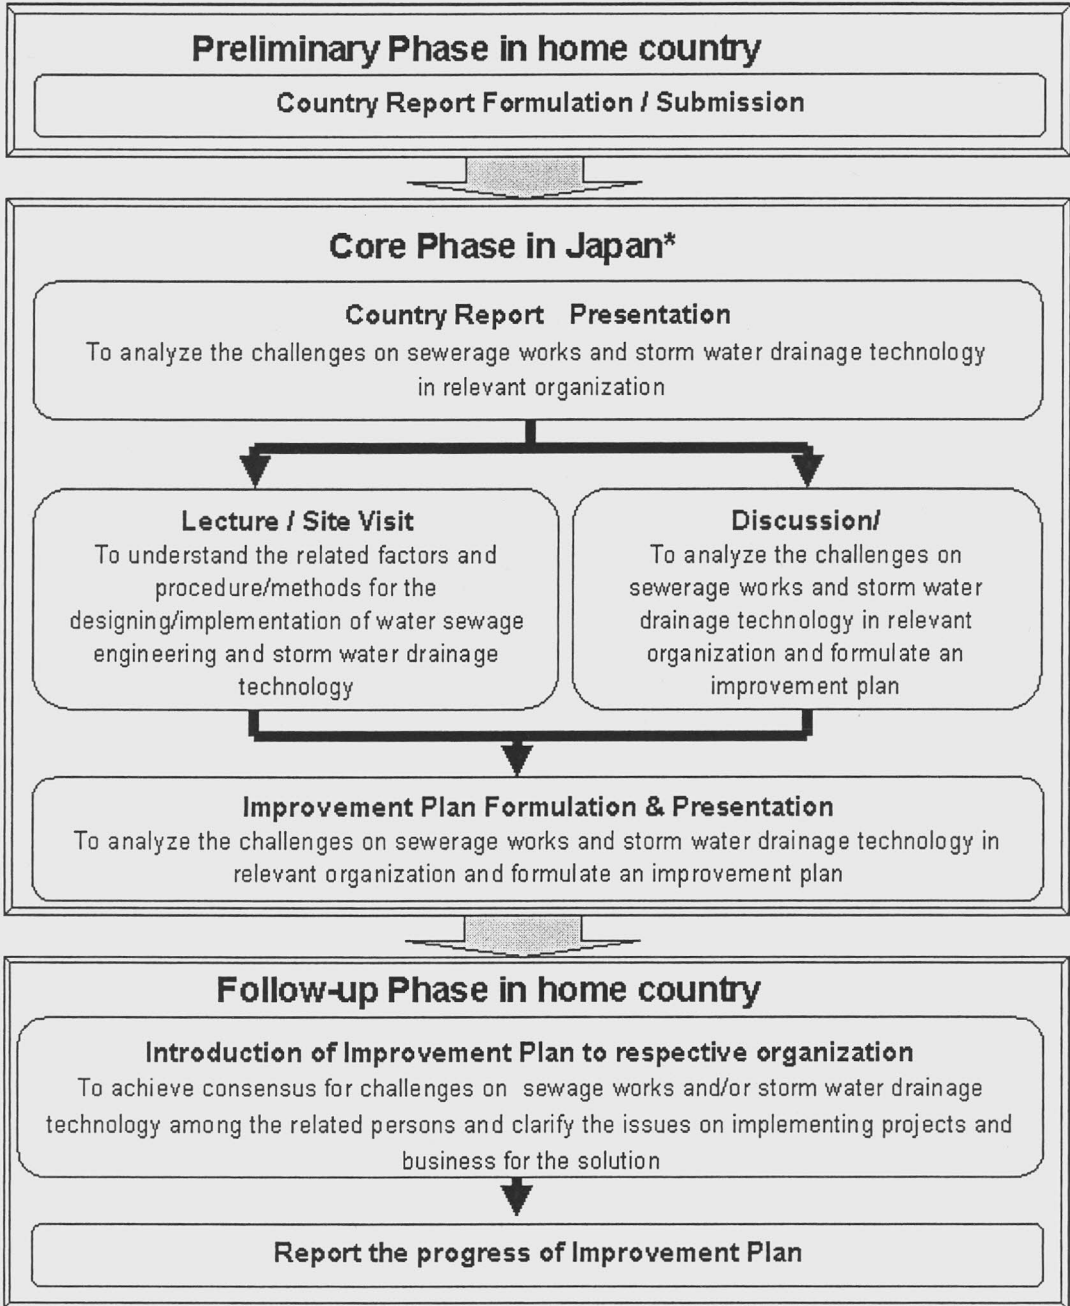 Preliminary Phase in home country
Country Report Formulation / Submission
Core Phase in Japan*
Country Report Presentation
To analyze the challenges on sewerage works and storm water drainage technology
in relevant organization
Lecture / Site Visit
To understand the related factors and
procedure/methods for the
designing/implementation of water sewage
engineering and storm water drainage
technology
Discussion/
To analyze the challenges on
sewerage works and storm water
drainage technology in relevant
organization and formulate an
improvement plan
Improvement Plan Formulation & Presentation
To analyze the challenges on sewerage works and storm water drainage technology in
relevant organization and formulate an improvement plan
Follow-up Phase in home country
Introduction of Improvement Plan to respective organization
To achieve consensus for challenges on sewage works and/or storm water drainage
technology among the related persons and clarify the issues on implementing projects and
business for the solution
Report the progress of Improvement Plan